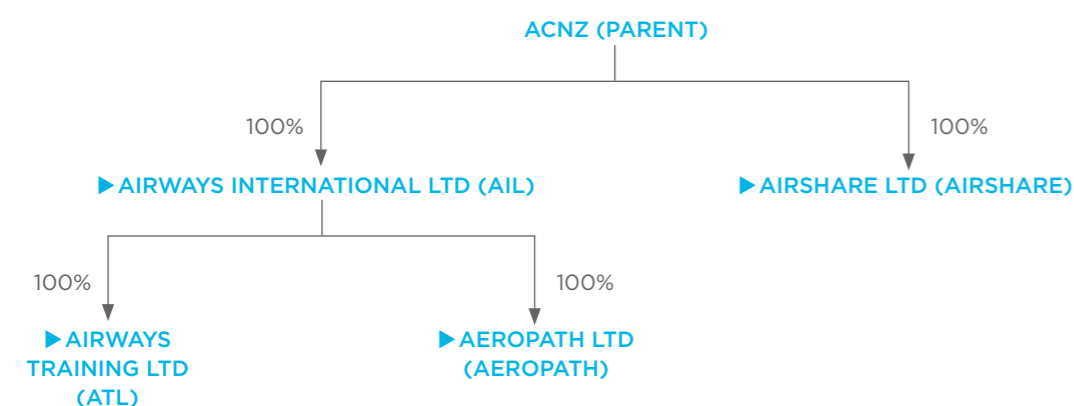 ACNZ (PARENT)
100%
100%
▶AIRWAYS INTERNATIONAL LTD (AIL)
▶AIRSHARE LTD (AIRSHARE)
100%
100%
▶AIRWAYS
TRAINING LTD
(ATL)
▶AEROPATH LTD
(AEROPATH)